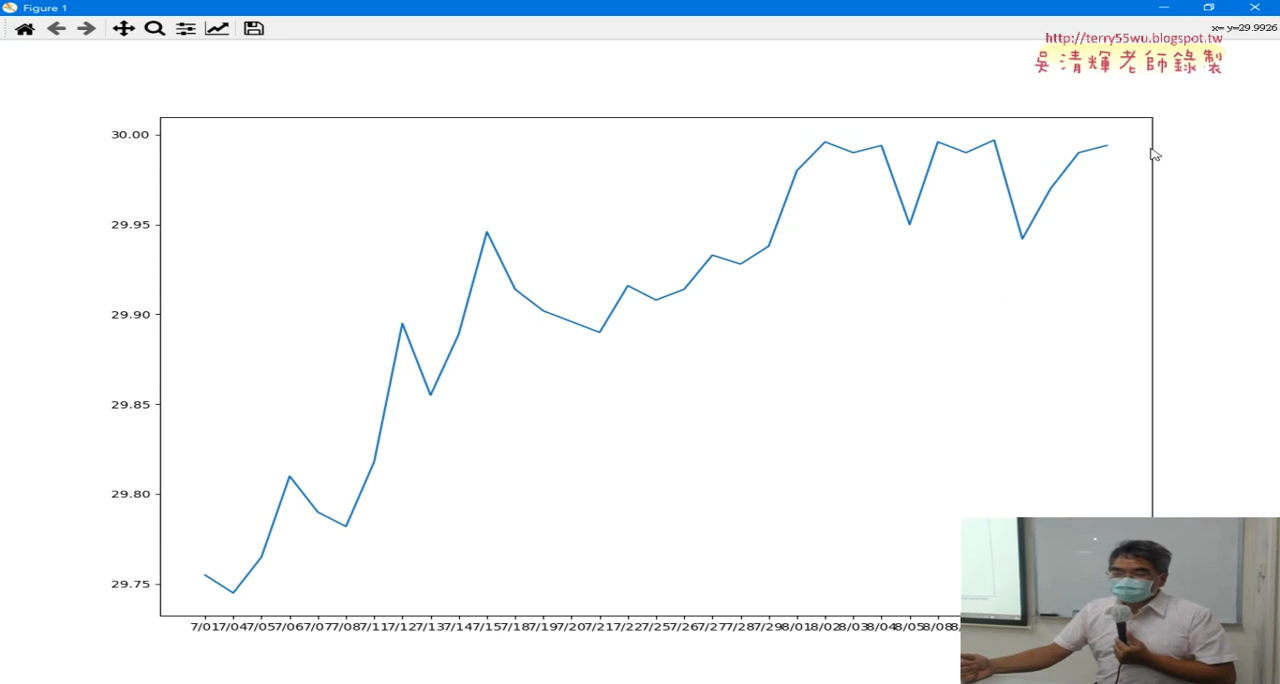 Figure 1
x= y=29.9926
http://terry55wu.blogspot.tw
吳清輝老師錄製
30.00
29.95
29.90
29.85
29.80
29.75
7/017/047/057/067/077/087/117/127/137/147/157/187/197/207/217/227/257/267/277/287/298/018/028/038/048/058/088